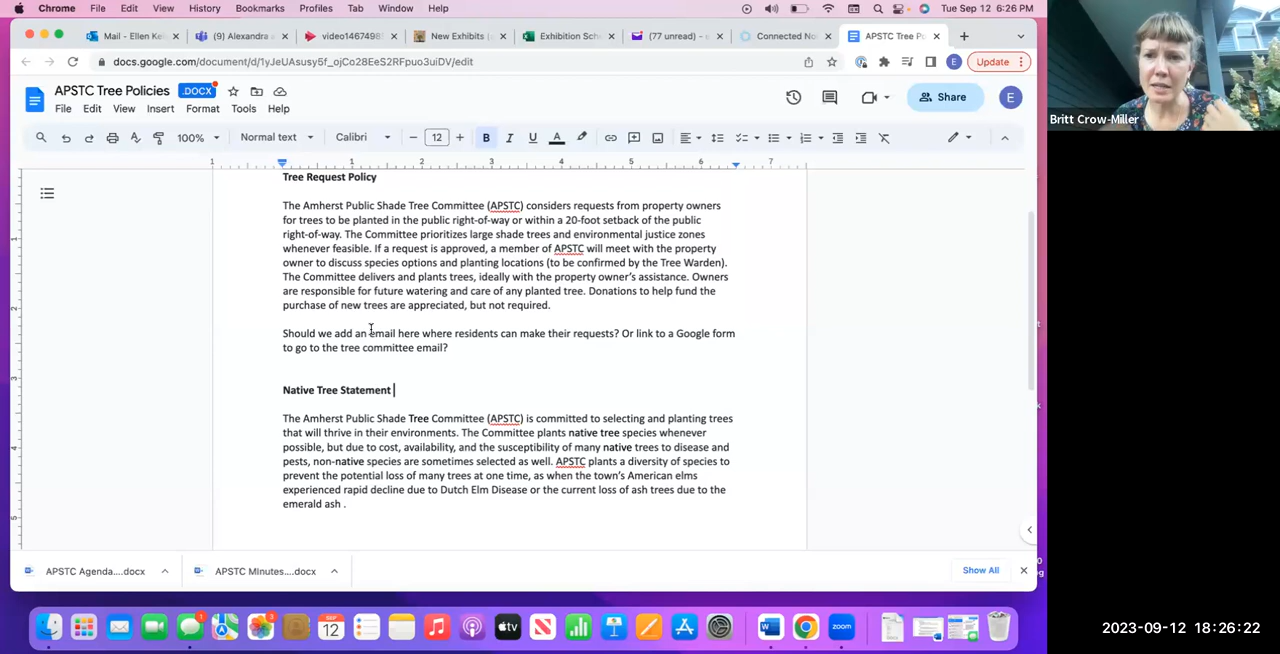 Chrome File Edit View History Bookmarks Profiles Tab Window Help Tue Sep 12 6:26 PM
Mail - Ellen Ke
(9) Alexandra
video14674985
New Exhibits (
Exhibition Sche
(77 unread) -
Connected No
APSTC Tree P
docs.google.com/document/d/1yJeUAsusy5f_ojCo28EeS2RFpuo3uiDV/edit
E
Update
APSTC Tree Policies .DOCX
File Edit View Insert Format Tools Help
Share
E
100% Normal text Calibri 12 B I U A
1 1 2 3 4 5 6 7
Tree Request Policy
The Amherst Public Shade Tree Committee (APSTC) considers requests from property owners
for trees to be planted in the public right-of-way or within a 20-foot setback of the public
right-of-way. The Committee prioritizes large shade trees and environmental justice zones
whenever feasible. If a request is approved, a member of APSTC will meet with the property
owner to discuss species options and planting locations (to be confirmed by the Tree Warden).
The Committee delivers and plants trees, ideally with the property owner's assistance. Owners
are responsible for future watering and care of any planted tree. Donations to help fund the
purchase of new trees are appreciated, but not required.
Should we add an email here where residents can make their requests? Or link to a Google form
to go to the tree committee email?
Native Tree Statement
The Amherst Public Shade Tree Committee (APSTC) is committed to selecting and planting trees
that will thrive in their environments. The Committee plants native tree species whenever
possible, but due to cost, availability, and the susceptibility of many native trees to disease and
pests, non-native species are sometimes selected as well. APSTC plants a diversity of species to
prevent the potential loss of many trees at one time, as when the town's American elms
experienced rapid decline due to Dutch Elm Disease or the current loss of ash trees due to the
emerald ash .
APSTC Agenda....docx
APSTC Minutes....docx
Show All
SEP
12
tv
zoom
Britt Crow-Miller
2023-09-12 18:26:22